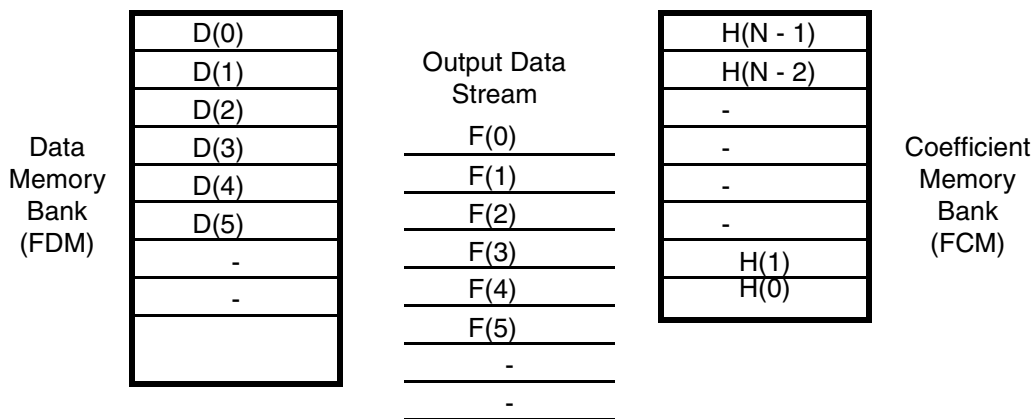 Data
Memory
Bank
(FDM)
D(0)
D(1)
D(2)
D(3)
D(4)
D(5)
-
-
Output Data
Stream
F(0)
F(1)
F(2)
F(3)
F(4)
F(5)
-
-
H(N - 1)
H(N - 2)
-
-
-
-
H(1)
H(0)
Coefficient
Memory
Bank
(FCM)